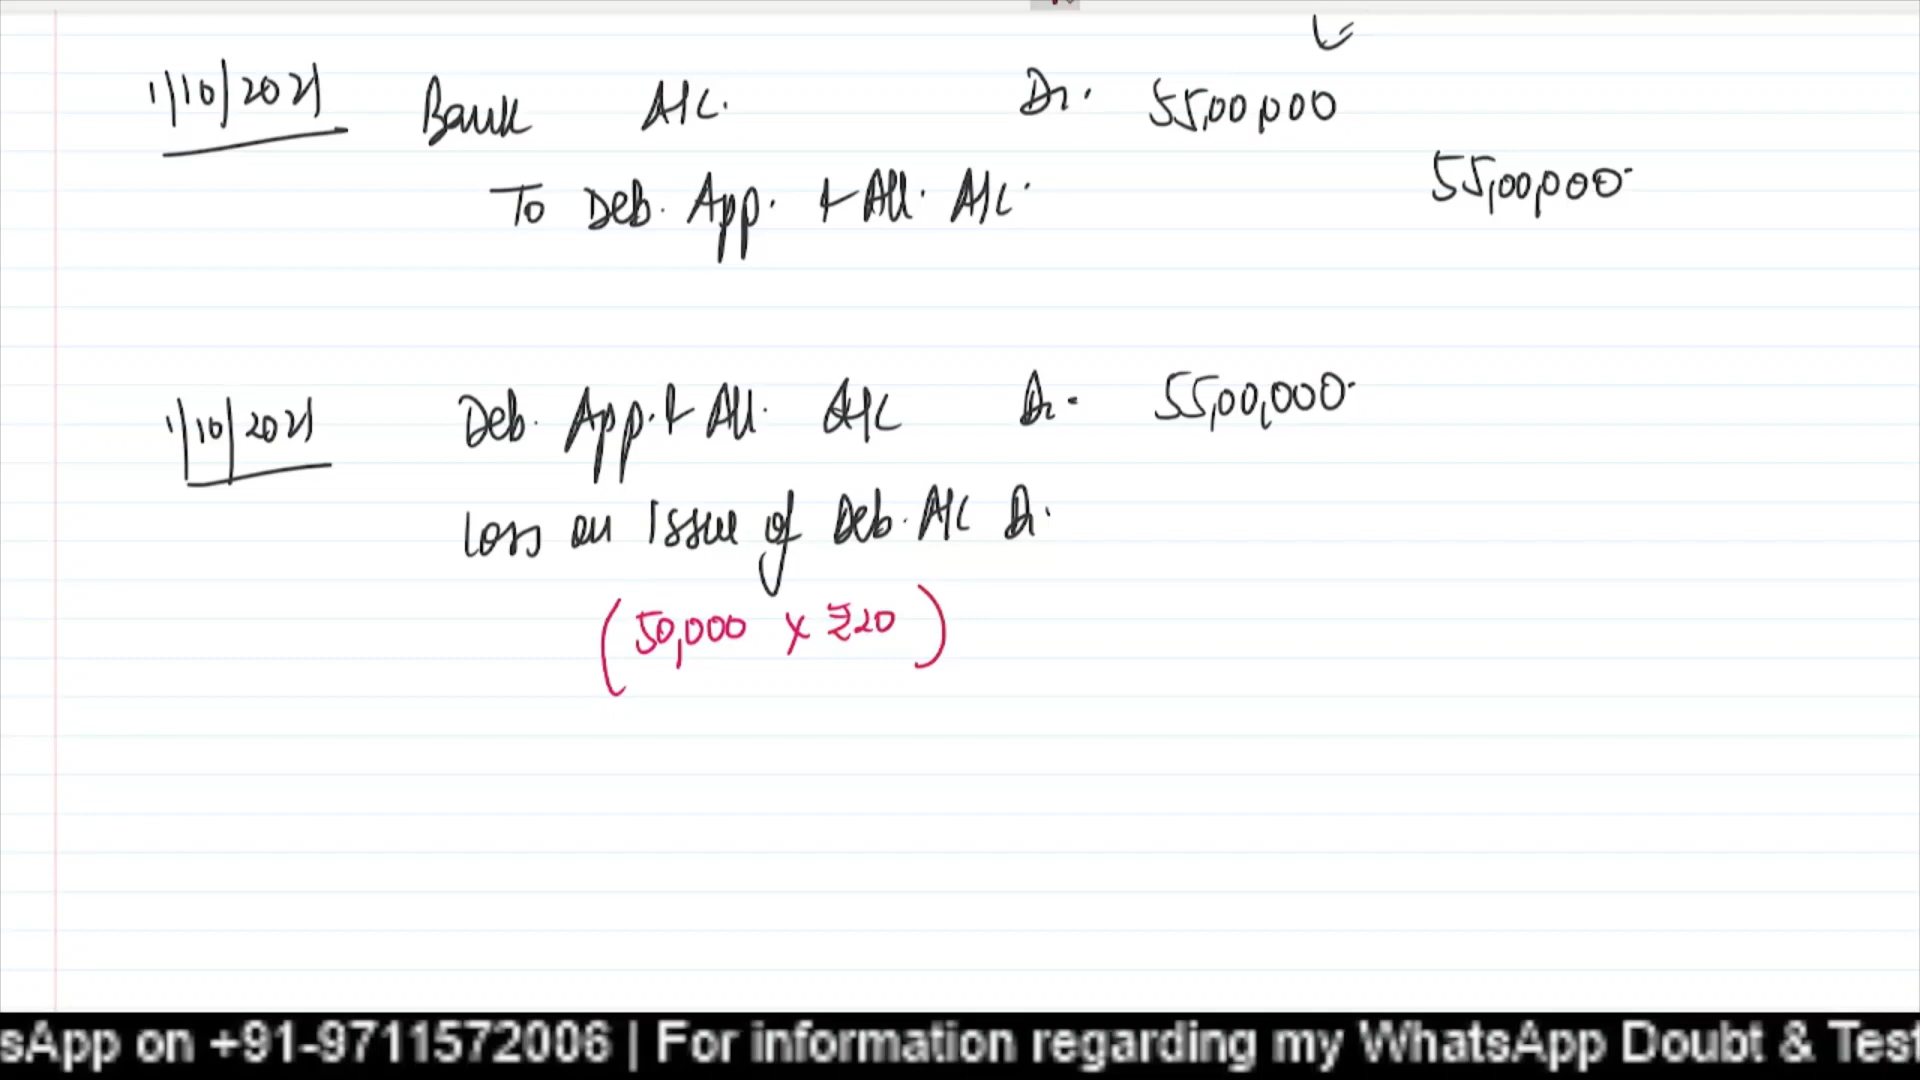 1/10/2021 Bank A/c. Dr. 55,00,000
To Deb. App. & All. A/c. 55,00,000
1/10/2021 Deb. App. & All. A/c Dr. 55,00,000
Loss on Issue of Deb. A/c Dr.
(50,000 x ₹20)
sApp on +91-9711572006 | For information regarding my WhatsApp Doubt & Test